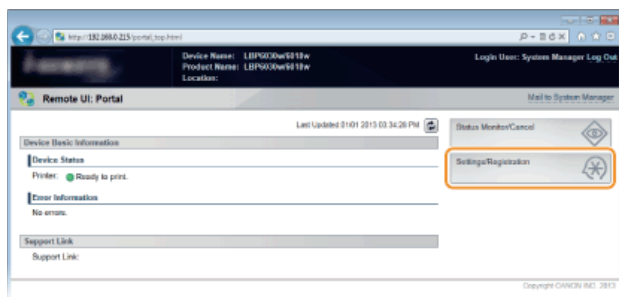 http://192.168.0.215/portal_top.html
Device Name: LBP6030w/6018w
Product Name: LBP6030w/6018w
Location:
Login User: System Manager Log Out
Remote UI: Portal
Mail to System Manager
Last Updated 01/01 2015 03:34:28 PM
Device Basic Information
Device Status
Printer: Ready to print.
Error Information
No errors.
Support Link
Support Link:
Status Monitor/Cancel
Settings/Registration
Copyright CANON INC. 2013